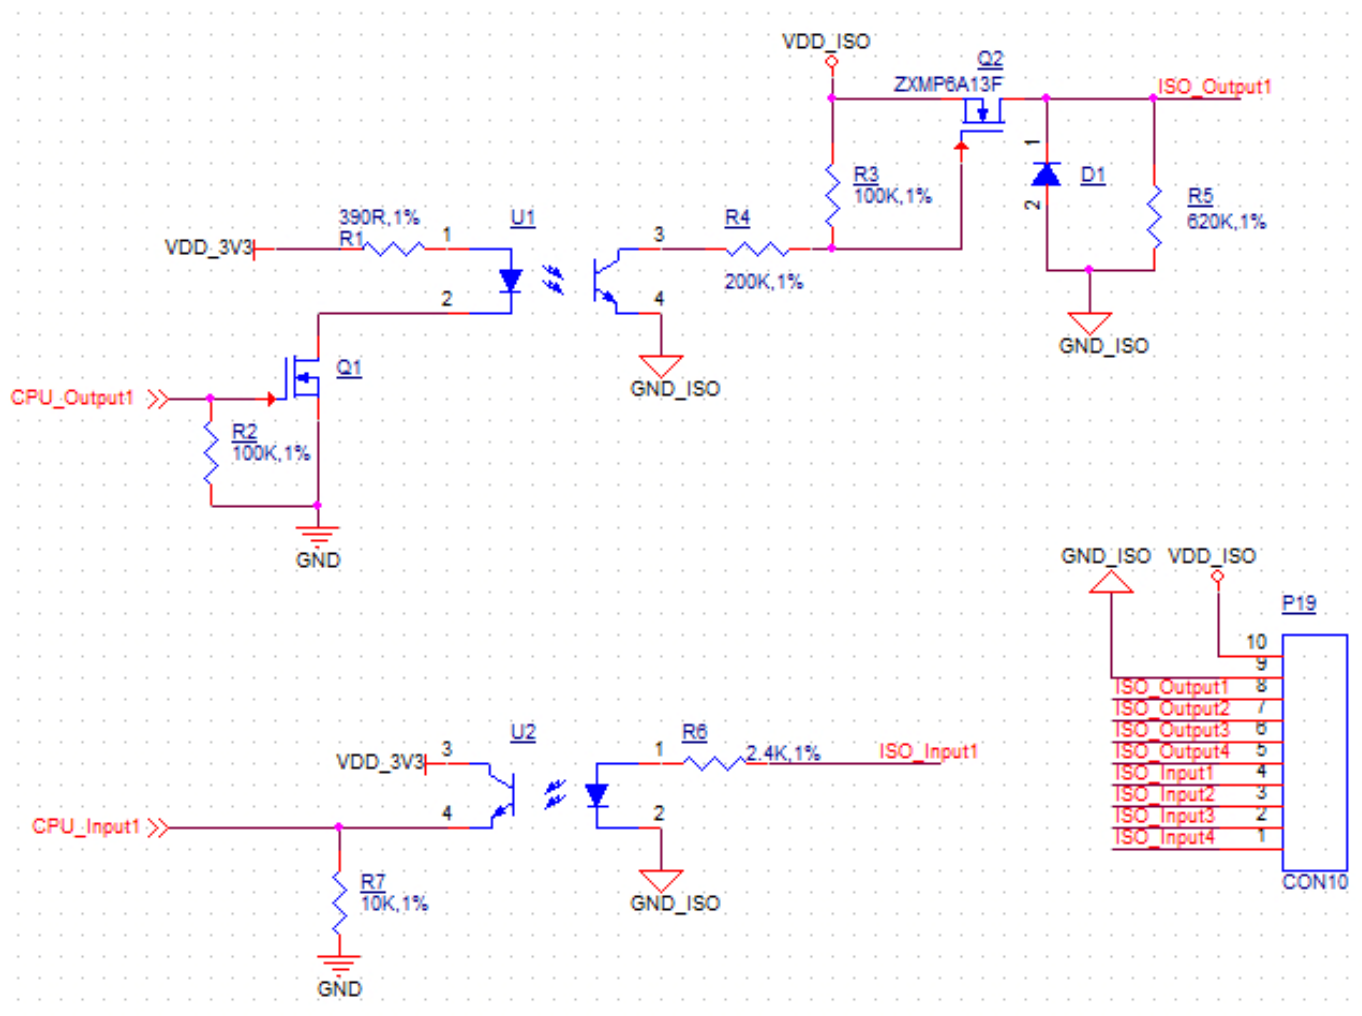 VDD_ISO
Q2
ZXMP6A13F
ISO_Output1
1
D1
2
R3
100K,1%
R5
620K,1%
390R,1%
R1
VDD_3V3
1
U1
3
R4
200K,1%
2
4
GND_ISO
GND_ISO
Q1
CPU_Output1
R2
100K,1%
GND
GND_ISO
VDD_ISO
P19
10
9
ISO_Output1 8
ISO_Output2 7
ISO_Output3 6
ISO_Output4 5
ISO_Input1 4
ISO_Input2 3
ISO_Input3 2
ISO_Input4 1
CON10
VDD_3V3
3
U2
1
R6
2.4K,1%
ISO_Input1
CPU_Input1
4
2
R7
10K,1%
GND_ISO
GND